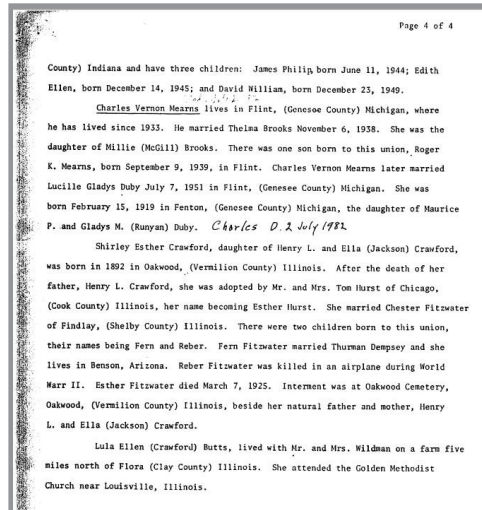 Page 4 of 4
County) Indiana and have three children: James Philip, born June 11, 1944; Edith
Ellen, born December 14, 1945; and David William, born December 23, 1949.
Charles Vernon Mearns lives in Flint, (Genesee County) Michigan, where
he has lived since 1933. He married Thelma Brooks November 6, 1938. She was the
daughter of Millie (McGill) Brooks. There was one son born to this union, Roger
K. Mearns, born September 9, 1939, in Flint. Charles Vernon Mearns later married
Lucille Gladys Duby July 7, 1951 in Flint, (Genesee County) Michigan. She was
born February 15, 1919 in Fenton, (Genesee County) Michigan, the daughter of Maurice
P. and Gladys M. (Runyan) Duby. Charles D. 2 July 1982
Shirley Esther Crawford, daughter of Henry L. and Ella (Jackson) Crawford,
was born in 1892 in Oakwood, (Vermilion County) Illinois. After the death of her
father, Henry L. Crawford, she was adopted by Mr. and Mrs. Tom Hurst of Chicago,
(Cook County) Illinois, her name becoming Esther Hurst. She married Chester Fitzwater
of Findlay, (Shelby County) Illinois. There were two children born to this union,
their names being Fern and Reber. Fern Fitzwater married Thurman Dempsey and she
lives in Benson, Arizona. Reber Fitzwater was killed in an airplane during World
Warr II. Esther Fitzwater died March 7, 1925. Interment was at Oakwood Cemetery,
Oakwood, (Vermilion County) Illinois, beside her natural father and mother, Henry
L. and Ella (Jackson) Crawford.
Lula Ellen (Crawford) Butts, lived with Mr. and Mrs. Wildman on a farm five
miles north of Flora (Clay County) Illinois. She attended the Golden Methodist
Church near Louisville, Illinois.